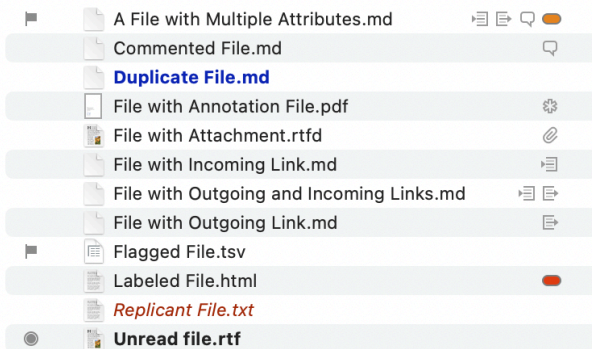 A File with Multiple Attributes.md
Commented File.md
Duplicate File.md
File with Annotation File.pdf
File with Attachment.rtfd
File with Incoming Link.md
File with Outgoing and Incoming Links.md
File with Outgoing Link.md
Flagged File.tsv
Labeled File.html
Replicant File.txt
Unread file.rtf